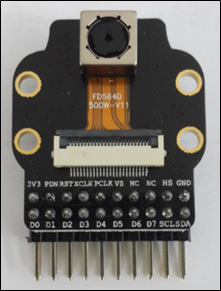 FD5640
500W-V11
3V3 PDN RST XCLK PCLK VS NC NC HS GND
D0 D1 D2 D3 D4 D5 D6 D7 SCL SDA